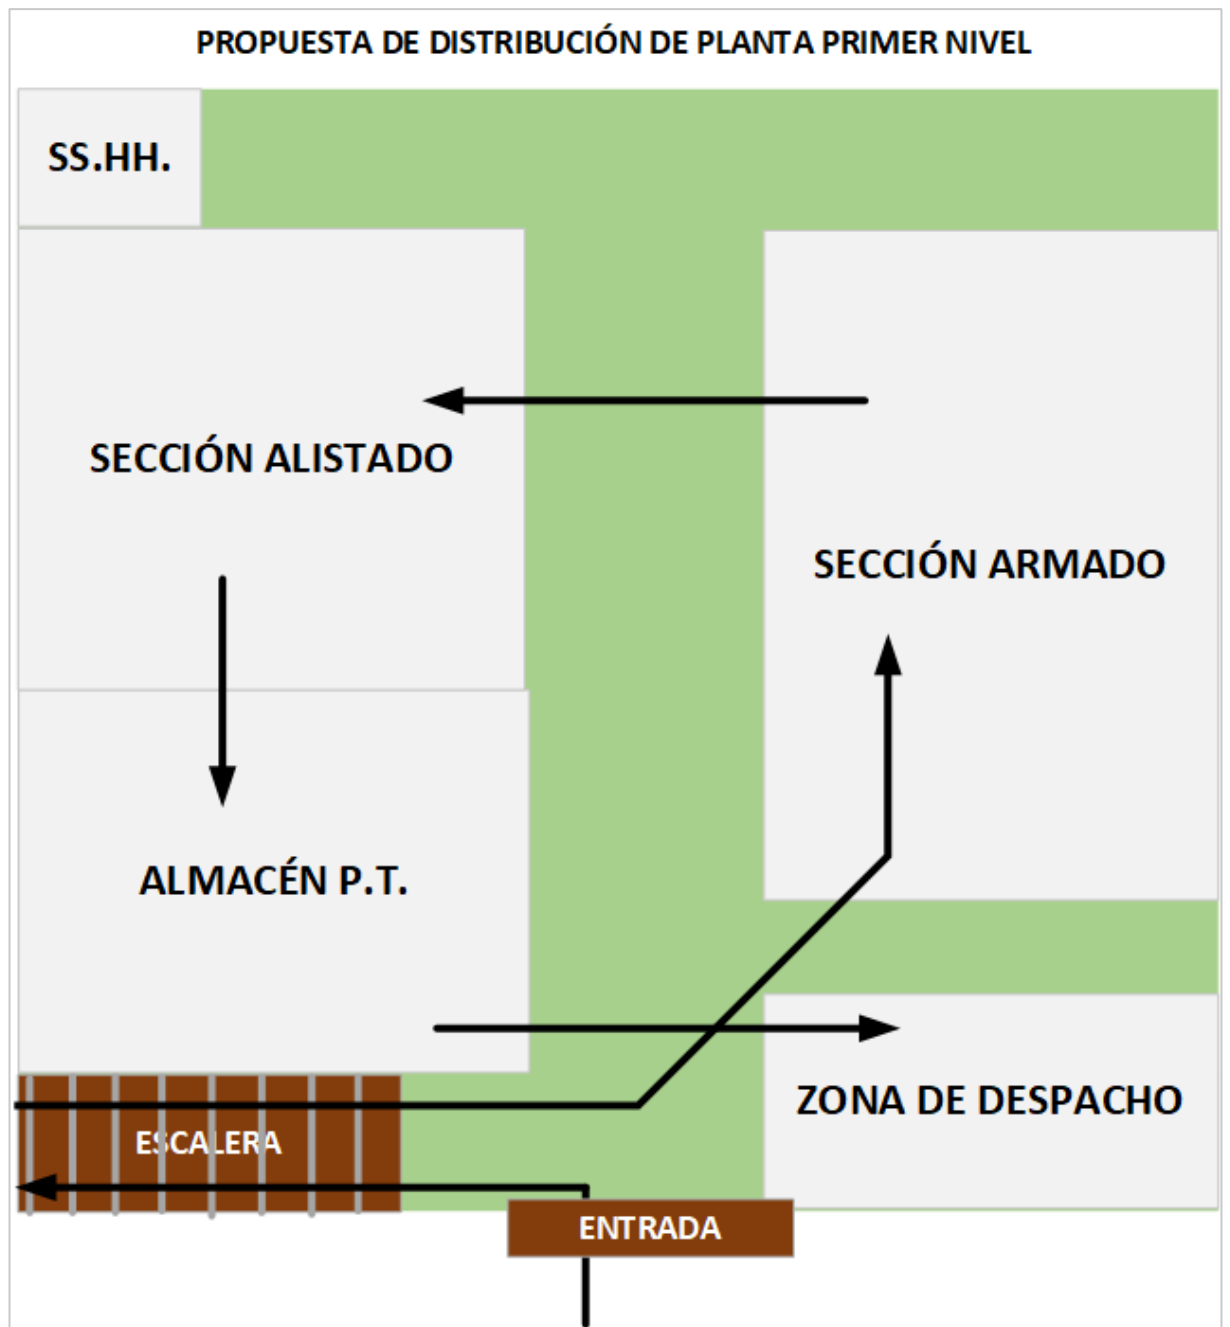 PROPUESTA DE DISTRIBUCIÓN DE PLANTA PRIMER NIVEL
SS.HH.
SECCIÓN ALISTADO
SECCIÓN ARMADO
ALMACÉN P.T.
ZONA DE DESPACHO
ESCALERA
ENTRADA